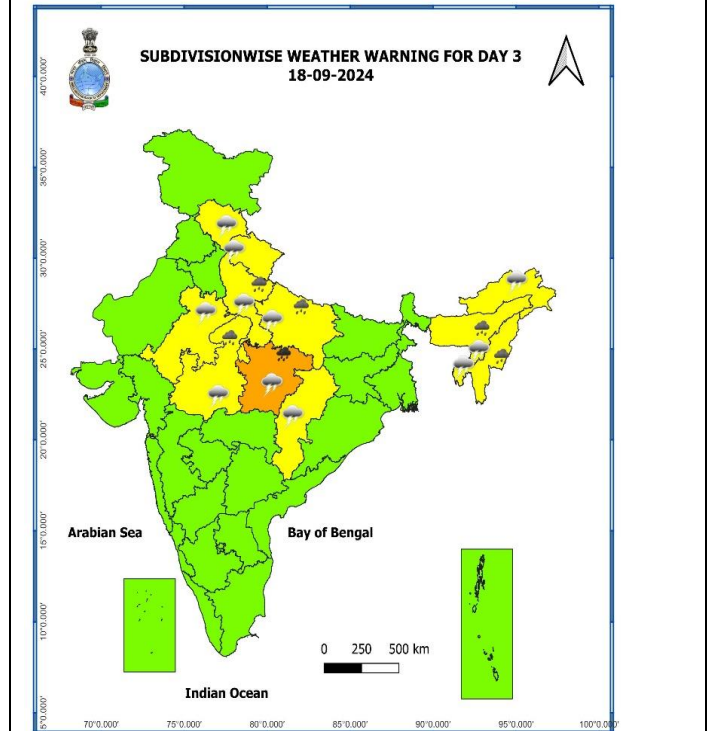 SUBDIVISIONWISE WEATHER WARNING FOR DAY 3
18-09-2024
40°0.000'
35°0.000'
30°0.000'
25°0.000'
20°0.000'
15°0.000'
10°0.000'
5°0.000'
Arabian Sea
Bay of Bengal
0 250 500 km
Indian Ocean
70°0.000' 75°0.000' 80°0.000' 85°0.000' 90°0.000' 95°0.000' 100°0.000'